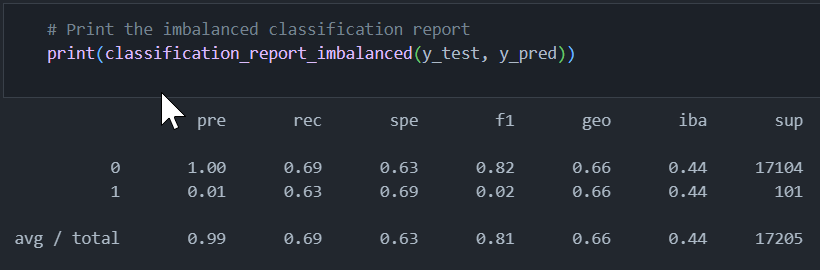 # Print the imbalanced classification report
print(classification_report_imbalanced(y_test, y_pred))
pre rec spe f1 geo iba sup
0 1.00 0.69 0.63 0.82 0.66 0.44 17104
1 0.01 0.63 0.69 0.02 0.66 0.44 101
avg / total 0.99 0.69 0.63 0.81 0.66 0.44 17205